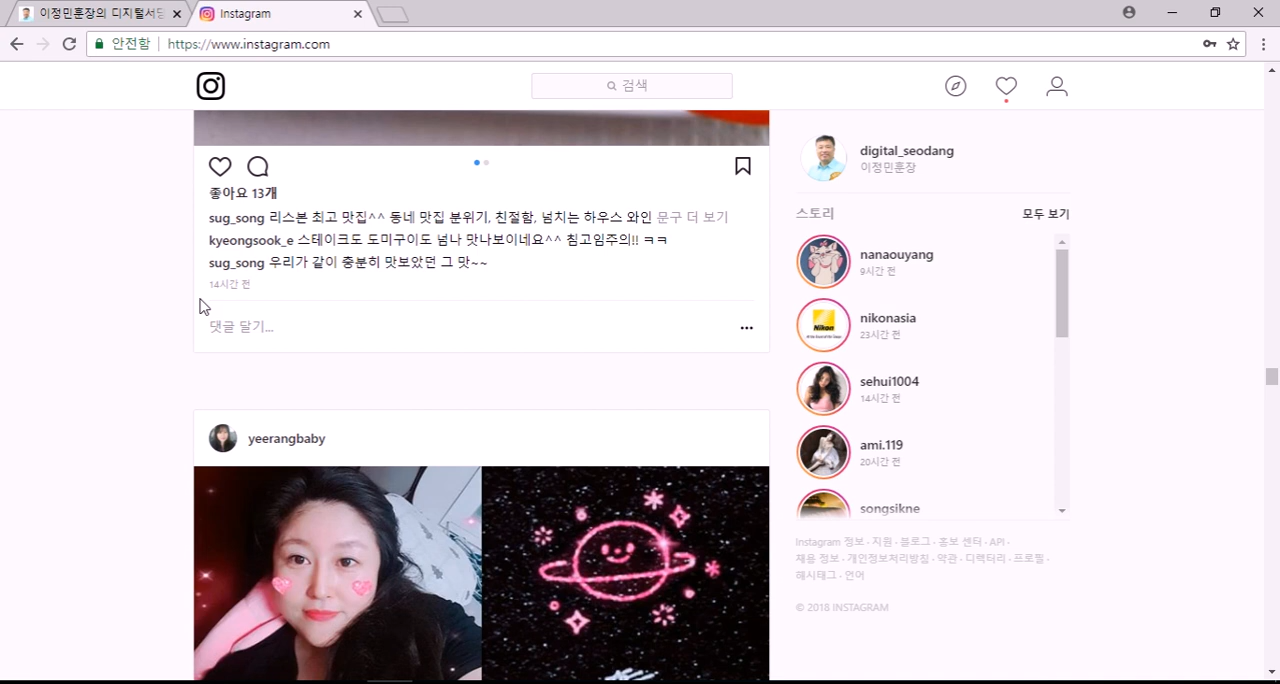 이정민훈장의 디지털서당
Instagram
안전함 | https://www.instagram.com
검색
좋아요 13개
sug_song 리스본 최고 맛집^^ 동네 맛집 분위기, 친절함, 넘치는 하우스 와인 문구 더 보기
kyeongsook_e 스테이크도 도미구이도 넘나 맛나보이네요^^ 침고임주의!! ㅋㅋ
sug_song 우리가 같이 충분히 맛보았던 그 맛~~
14시간 전
댓글 달기...
yeerangbaby
digital_seodang
이정민훈장
스토리 모두 보기
nanaouyang
9시간 전
Nikon
nikonasia
23시간 전
sehui1004
14시간 전
ami.119
20시간 전
songsikne
Instagram 정보 · 지원 · 블로그 · 홍보 센터 · API ·
채용 정보 · 개인정보처리방침 · 약관 · 디렉터리 · 프로필 ·
해시태그 · 언어
© 2018 INSTAGRAM